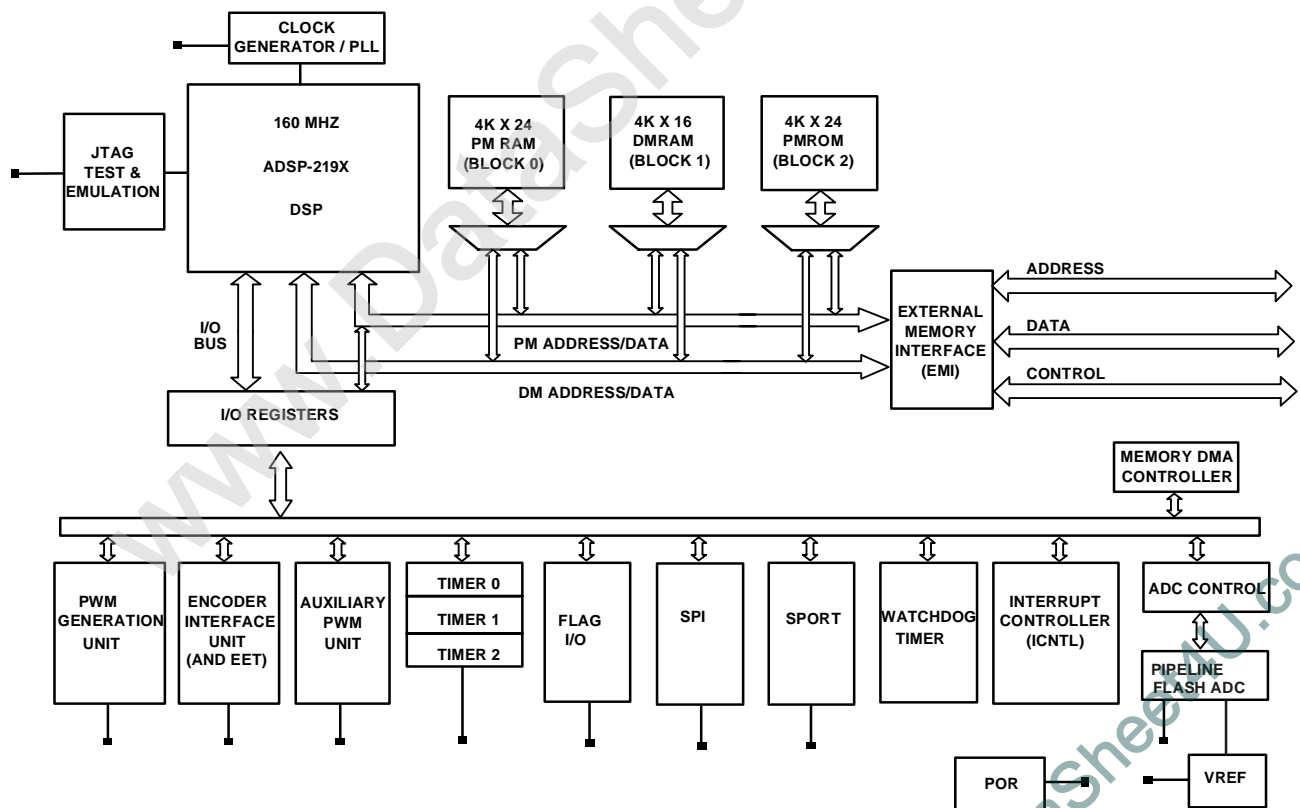 CLOCK
GENERATOR / PLL
160 MHZ
ADSP-219X
DSP
JTAG
TEST &
EMULATION
4K X 24
PM RAM
(BLOCK 0)
4K X 16
DMRAM
(BLOCK 1)
4K X 24
PMROM
(BLOCK 2)
I/O
BUS
PM ADDRESS/DATA
DM ADDRESS/DATA
EXTERNAL
MEMORY
INTERFACE
(EMI)
ADDRESS
DATA
CONTROL
I/O REGISTERS
MEMORY DMA
CONTROLLER
PWM
GENERATION
UNIT
ENCODER
INTERFACE
UNIT
(AND EET)
AUXILIARY
PWM
UNIT
TIMER 0
TIMER 1
TIMER 2
FLAG
I/O
SPI
SPORT
WATCHDOG
TIMER
INTERRUPT
CONTROLLER
(ICNTL)
ADC CONTROL
PIPELINE
FLASH ADC
POR
VREF
www.DataShe
aSheet4U.co